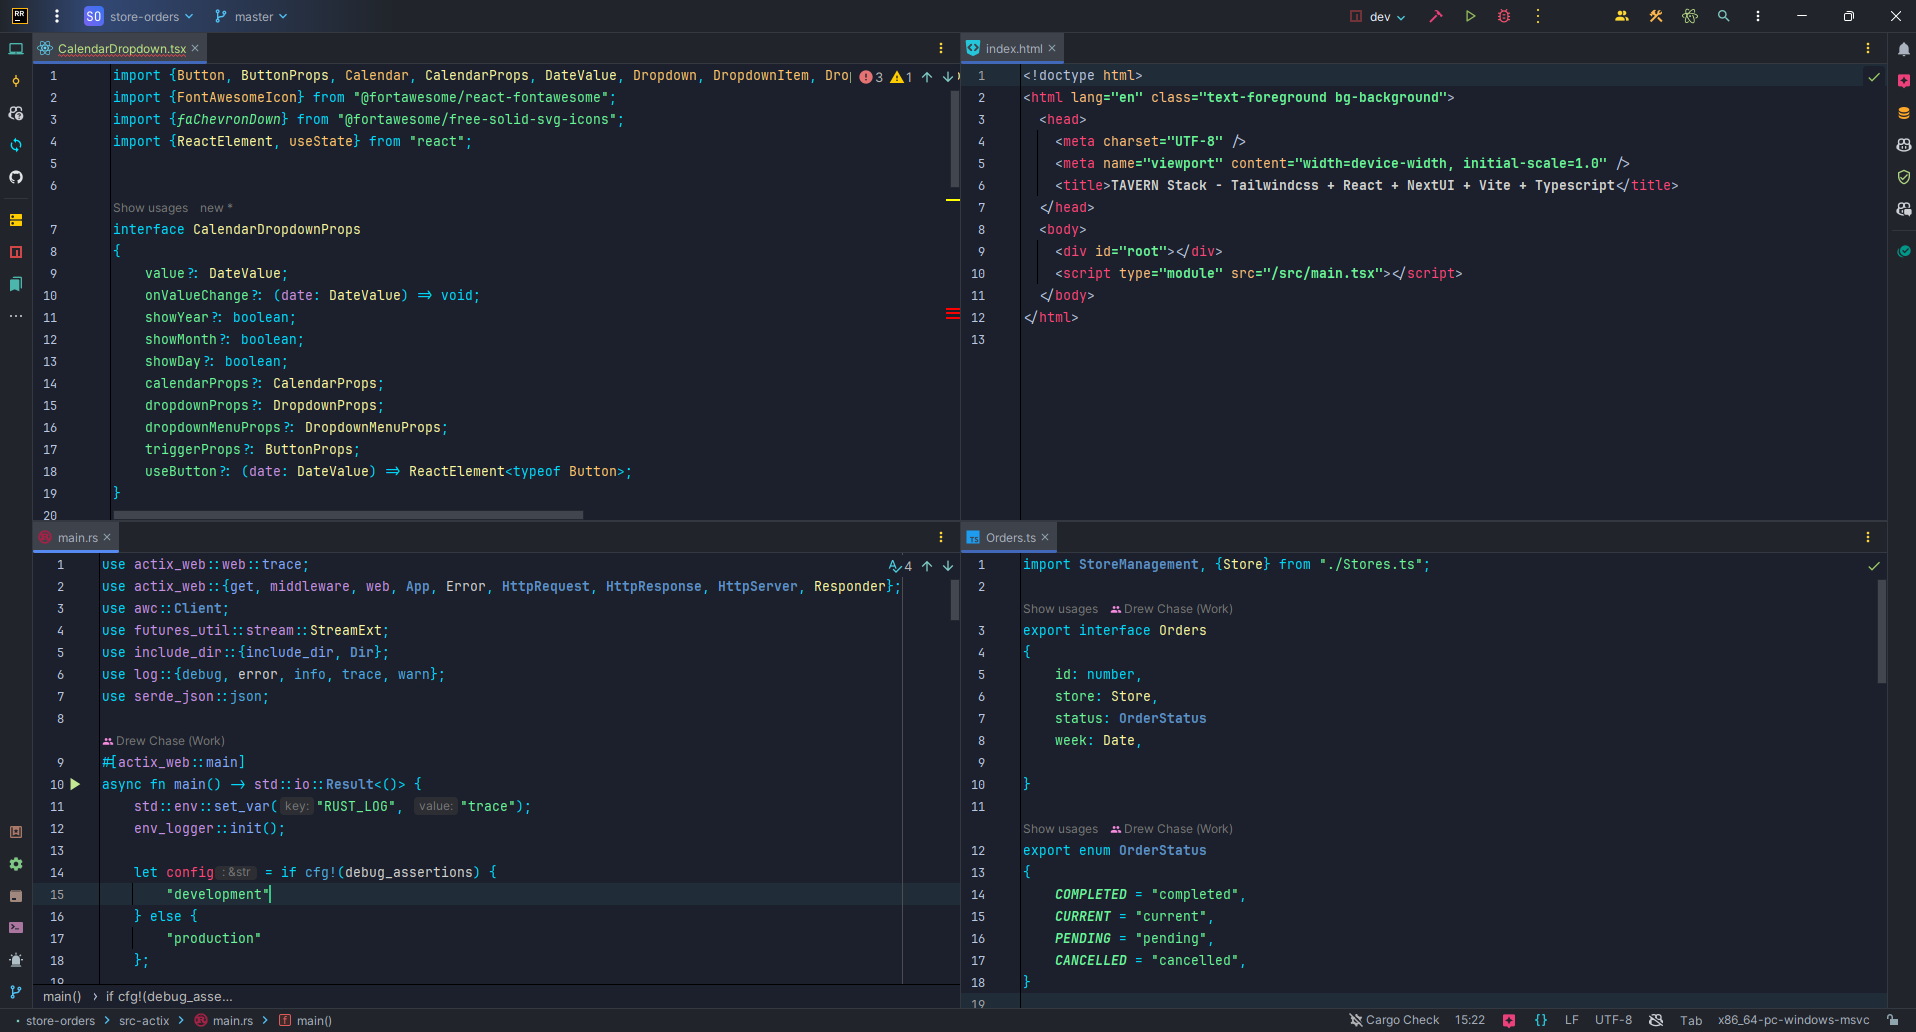 RR SO store-orders master dev
CalendarDropdown.tsx
3 1
1 import {Button, ButtonProps, Calendar, CalendarProps, DateValue, Dropdown, DropdownItem, Drop
2 import {FontAwesomeIcon} from "@fortawesome/react-fontawesome";
3 import {faChevronDown} from "@fortawesome/free-solid-svg-icons";
4 import {ReactElement, useState} from "react";
5
6
Show usages new *
7 interface CalendarDropdownProps
8 {
9 value?: DateValue;
10 onValueChange?: (date: DateValue) => void;
11 showYear?: boolean;
12 showMonth?: boolean;
13 showDay?: boolean;
14 calendarProps?: CalendarProps;
15 dropdownProps?: DropdownProps;
16 dropdownMenuProps?: DropdownMenuProps;
17 triggerProps?: ButtonProps;
18 useButton?: (date: DateValue) => ReactElement<typeof Button>;
19 }
20
index.html
1 <!doctype html>
2 <html lang="en" class="text-foreground bg-background">
3 <head>
4 <meta charset="UTF-8" />
5 <meta name="viewport" content="width=device-width, initial-scale=1.0" />
6 <title>TAVERN Stack - Tailwindcss + React + NextUI + Vite + Typescript</title>
7 </head>
8 <body>
9 <div id="root"></div>
10 <script type="module" src="/src/main.tsx"></script>
11 </body>
12 </html>
13
main.rs
4
1 use actix_web::web::trace;
2 use actix_web::{get, middleware, web, App, Error, HttpRequest, HttpResponse, HttpServer, Responder};
3 use awc::Client;
4 use futures_util::stream::StreamExt;
5 use include_dir::{include_dir, Dir};
6 use log::{debug, error, info, trace, warn};
7 use serde_json::json;
8
Drew Chase (Work)
9 #[actix_web::main]
10 async fn main() -> std::io::Result<()> {
11 std::env::set_var( key: "RUST_LOG", value: "trace");
12 env_logger::init();
13
14 let config : &str = if cfg!(debug_assertions) {
15 "development"
16 } else {
17 "production"
18 };
19
main() › if cfg!(debug_asse...
Orders.ts
1 import StoreManagement, {Store} from "./Stores.ts";
2
Show usages Drew Chase (Work)
3 export interface Orders
4 {
5 id: number,
6 store: Store,
7 status: OrderStatus
8 week: Date,
9
10 }
11
Show usages Drew Chase (Work)
12 export enum OrderStatus
13 {
14 COMPLETED = "completed",
15 CURRENT = "current",
16 PENDING = "pending",
17 CANCELLED = "cancelled",
18 }
19
store-orders › src-actix › main.rs › main()
Cargo Check 15:22 {} LF UTF-8 Tab x86_64-pc-windows-msvc